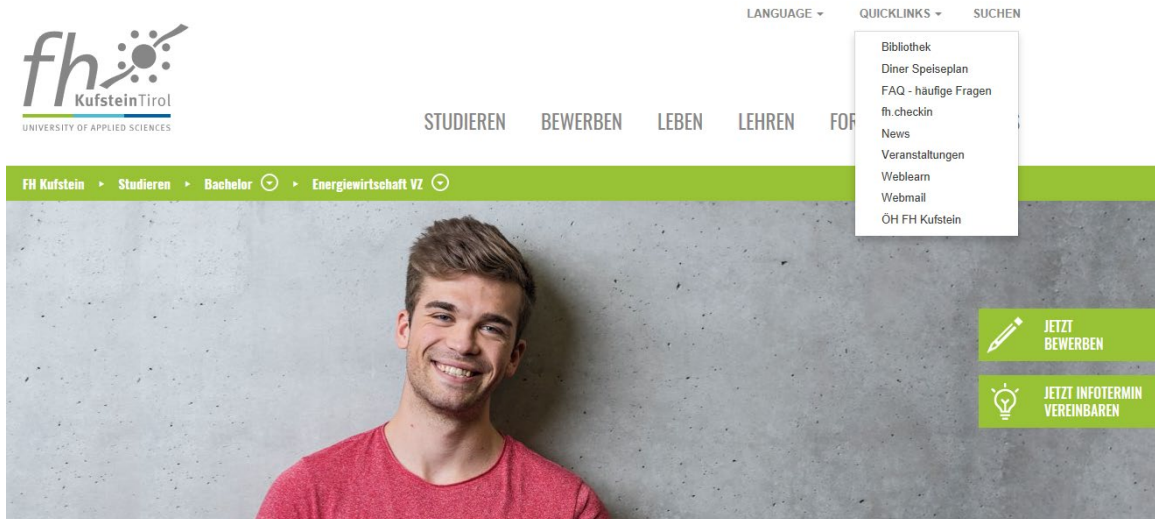 LANGUAGE QUICKLINKS SUCHEN
Bibliothek
Diner Speiseplan
FAQ - häufige Fragen
fh.checkin
News
Veranstaltungen
Weblearn
Webmail
ÖH FH Kufstein
fh
KufsteinTirol
UNIVERSITY OF APPLIED SCIENCES
STUDIEREN BEWERBEN LEBEN LEHREN
FH Kufstein Studieren Bachelor Energiewirtschaft VZ
JETZT
BEWERBEN
JETZT INFOTERMIN
VEREINBAREN